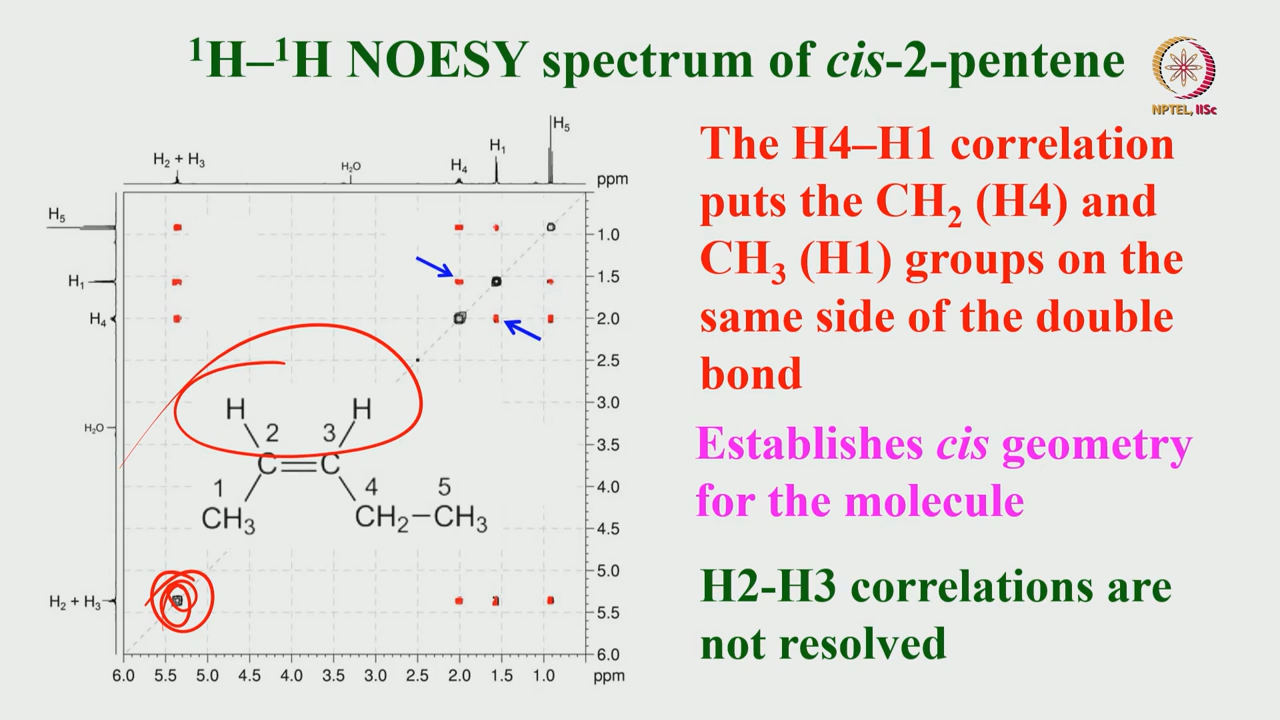 ¹H–¹H NOESY spectrum of cis-2-pentene
NPTEL, IISc
The H4–H1 correlation
puts the CH₂ (H4) and
CH₃ (H1) groups on the
same side of the double
bond
Establishes cis geometry
for the molecule
H2-H3 correlations are
not resolved
H₅
H₁
H₂ + H₃
H₂O
H₄
ppm
H₅
1.0
H₁
1.5
H₄
2.0
2.5
3.0
H₂O
3.5
4.0
4.5
5.0
H₂ + H₃
5.5
6.0
H H
2 3
C=C
1 4 5
CH₃ CH₂–CH₃
6.0 5.5 5.0 4.5 4.0 3.5 3.0 2.5 2.0 1.5 1.0 ppm